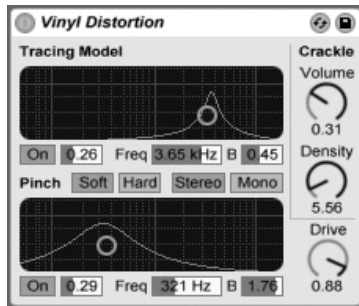 Vinyl Distortion
Tracing Model
Crackle
Volume
0.31
On 0.26 Freq 3.65 kHz B 0.45
Density
5.56
Pinch Soft Hard Stereo Mono
Drive
0.88
On 0.29 Freq 321 Hz B 1.76